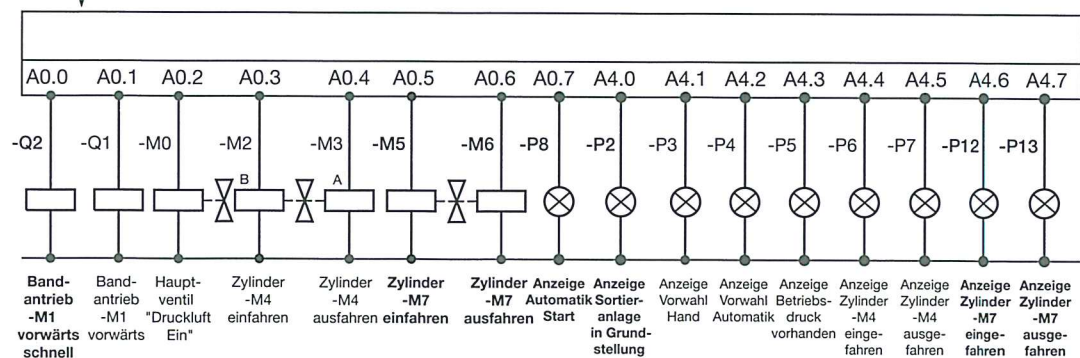 A0.0 A0.1 A0.2 A0.3 A0.4 A0.5 A0.6 A0.7 A4.0 A4.1 A4.2 A4.3 A4.4 A4.5 A4.6 A4.7
-Q2 -Q1 -M0 -M2 -M3 -M5 -M6 -P8 -P2 -P3 -P4 -P5 -P6 -P7 -P12 -P13
B A
Band-
antrieb
-M1
vorwärts
schnell
Band-
antrieb
-M1
vorwärts
Haupt-
ventil
"Druckluft
Ein"
Zylinder
-M4
einfahren
Zylinder
-M4
ausfahren
Zylinder
-M7
einfahren
Zylinder
-M7
ausfahren
Anzeige
Automatik
Start
Anzeige
Sortier-
anlage
in Grund-
stellung
Anzeige
Vorwahl
Hand
Anzeige
Vorwahl
Automatik
Anzeige
Betriebs-
druck
vorhanden
Anzeige
Zylinder
-M4
einge-
fahren
Anzeige
Zylinder
-M4
ausge-
fahren
Anzeige
Zylinder
-M7
einge-
fahren
Anzeige
Zylinder
-M7
ausge-
fahren